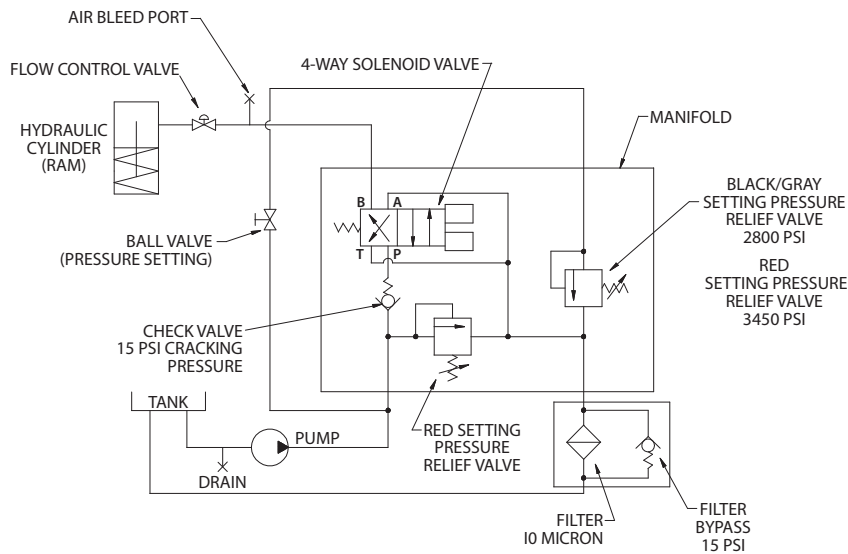 AIR BLEED PORT
FLOW CONTROL VALVE
4-WAY SOLENOID VALVE
HYDRAULIC
CYLINDER
(RAM)
MANIFOLD
BLACK/GRAY
SETTING PRESSURE
RELIEF VALVE
2800 PSI
RED
SETTING PRESSURE
RELIEF VALVE
3450 PSI
B
A
T
P
BALL VALVE
(PRESSURE SETTING)
CHECK VALVE
15 PSI CRACKING
PRESSURE
TANK
PUMP
DRAIN
RED SETTING
PRESSURE
RELIEF VALVE
FILTER
I0 MICRON
FILTER
BYPASS
15 PSI